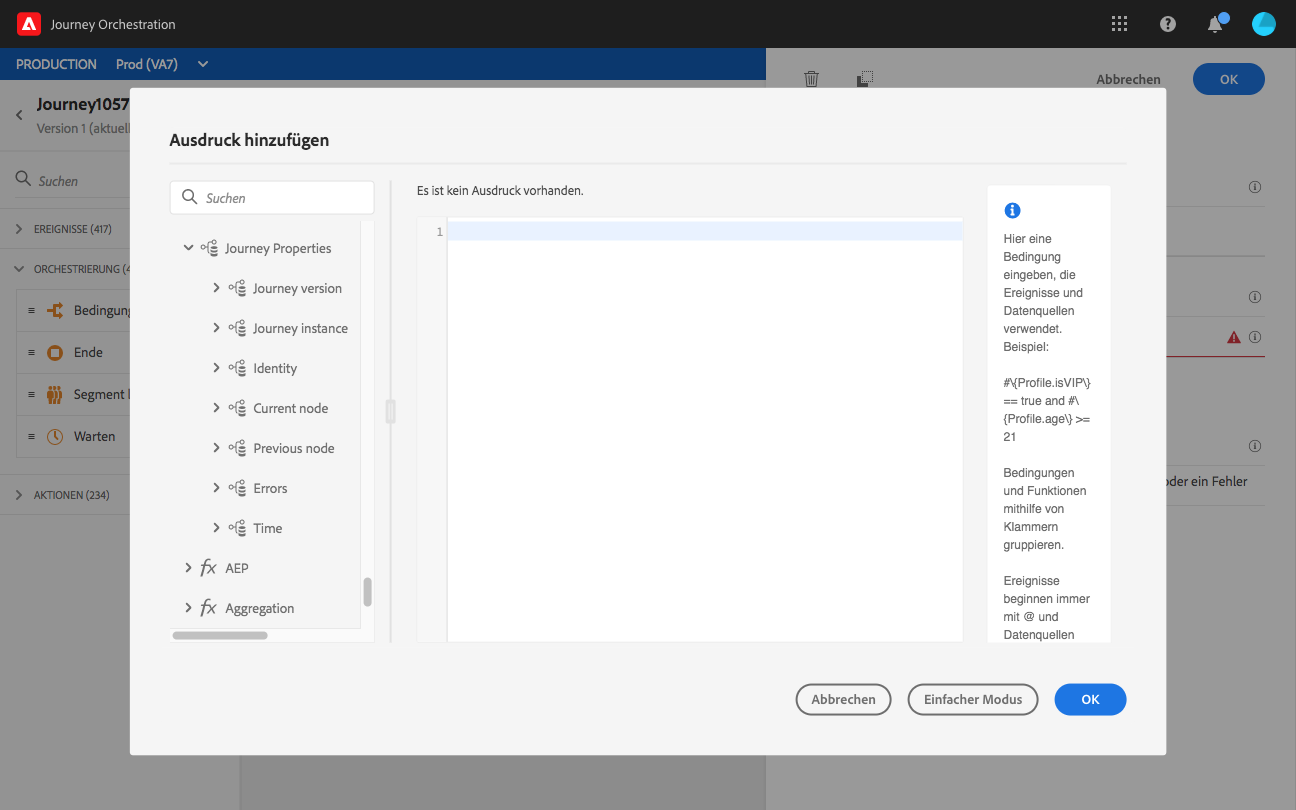 Journey Orchestration
PRODUCTION Prod (VA7)
Abbrechen
OK
Journey1057
Version 1 (aktuell
Suchen
EREIGNISSE (417)
ORCHESTRIERUNG (4
Bedingung
Ende
Segment
Warten
AKTIONEN (234)
oder ein Fehler
Ausdruck hinzufügen
Suchen
Journey Properties
Journey version
Journey instance
Identity
Current node
Previous node
Errors
Time
fx AEP
fx Aggregation
Es ist kein Ausdruck vorhanden.
1
Hier eine
Bedingung
eingeben, die
Ereignisse und
Datenquellen
verwendet.
Beispiel:
#\{Profile.isVIP\}
== true and #\
{Profile.age\} >=
21
Bedingungen
und Funktionen
mithilfe von
Klammern
gruppieren.
Ereignisse
beginnen immer
mit @ und
Datenquellen
Abbrechen
Einfacher Modus
OK